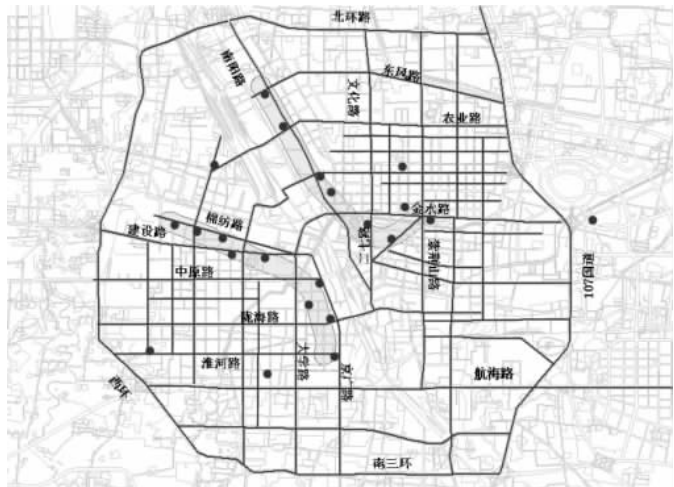 北环路
南阳路
东风路
文化路
农业路
金水路
棉纺路
建设路
二七路
紫荆山路
中原路
107国道
陇海路
淮河路
大学路
京广路
航海路
西环
南三环